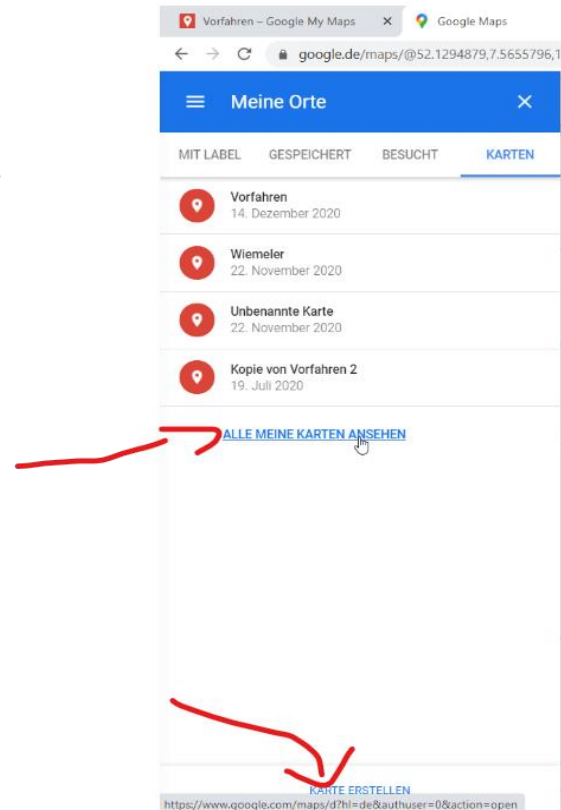 Vorfahren – Google My Maps
Google Maps
google.de/maps/@52.1294879,7.5655796,1
Meine Orte
MIT LABEL GESPEICHERT BESUCHT KARTEN
Vorfahren
14. Dezember 2020
Wiemeler
22. November 2020
Unbenannte Karte
22. November 2020
Kopie von Vorfahren 2
19. Juli 2020
ALLE MEINE KARTEN ANSEHEN
KARTE ERSTELLEN
https://www.google.com/maps/d?hl=de&authuser=0&action=open